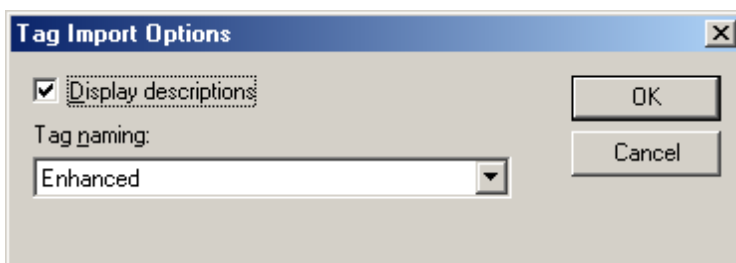 Tag Import Options
Display descriptions
OK
Tag naming:
Cancel
Enhanced